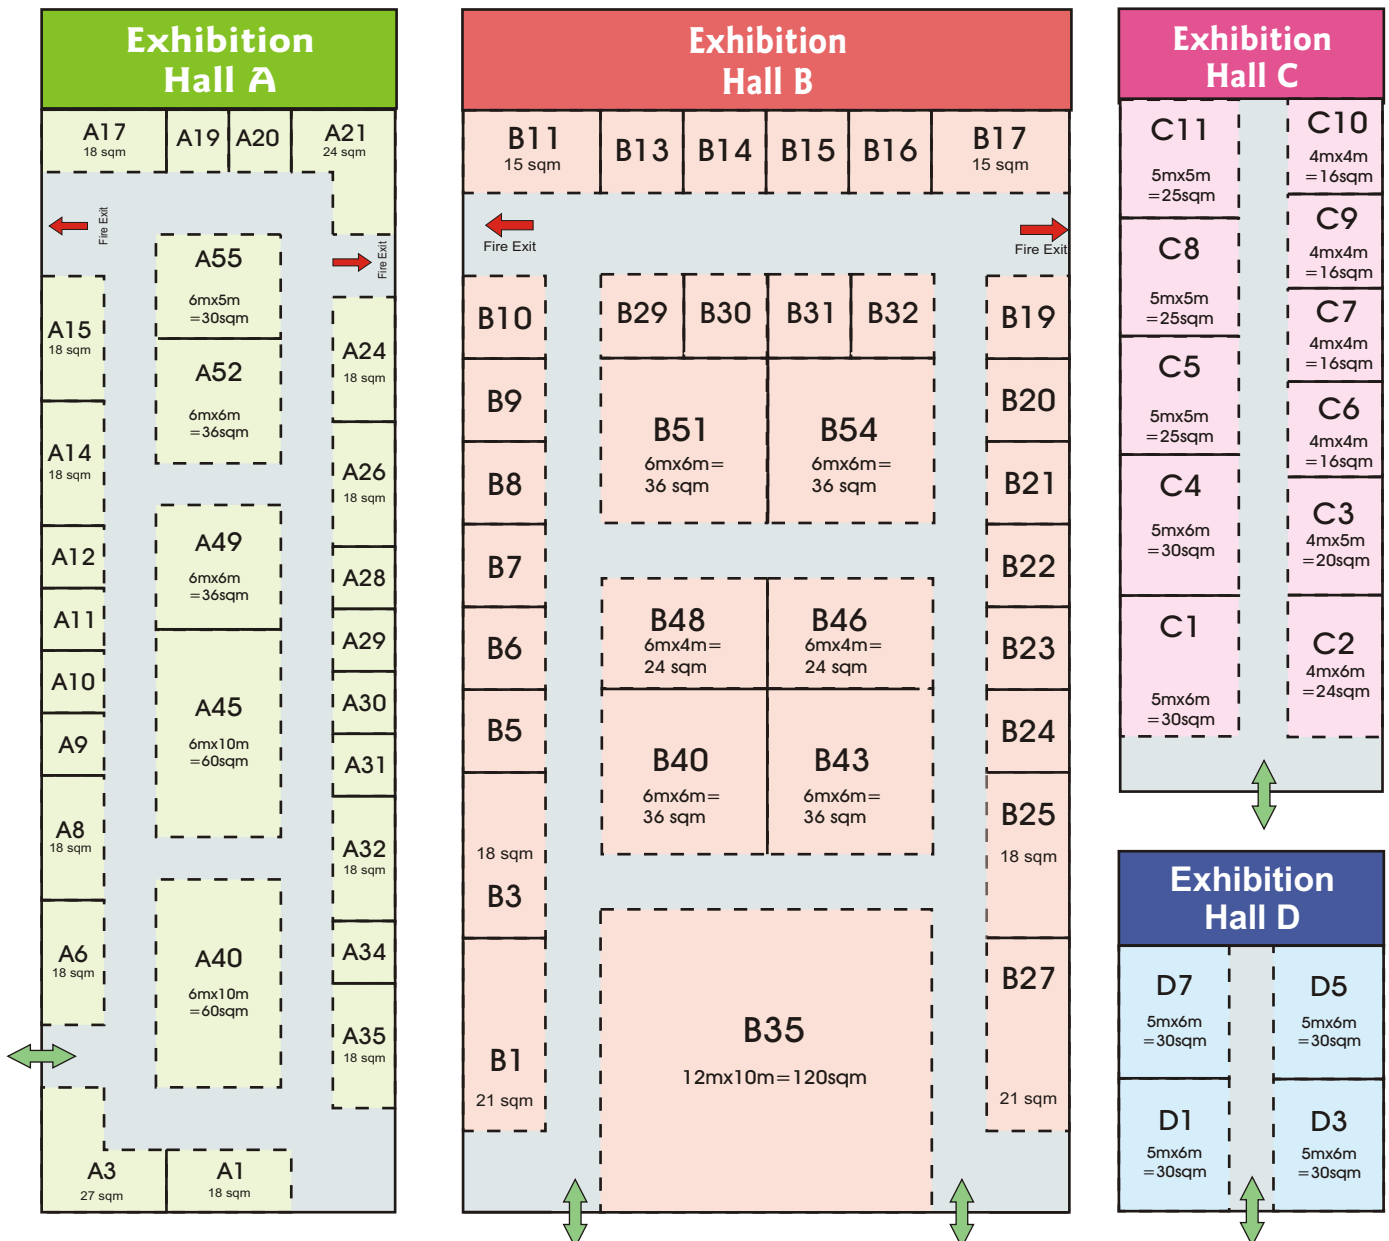 Exhibition
Hall A
A17
18 sqm
A19
A20
A21
24 sqm
Fire Exit
Fire Exit
A55
6mx5m
=30sqm
A15
18 sqm
A24
18 sqm
A52
6mx6m
=36sqm
A14
18 sqm
A26
18 sqm
A49
6mx6m
=36sqm
A12
A28
A11
A29
A10
A30
A45
6mx10m
=60sqm
A9
A31
A8
18 sqm
A32
18 sqm
A6
18 sqm
A34
A40
6mx10m
=60sqm
A35
18 sqm
A3
27 sqm
A1
18 sqm
Exhibition
Hall B
B11
15 sqm
B13
B14
B15
B16
B17
15 sqm
Fire Exit
Fire Exit
B10
B29
B30
B31
B32
B19
B9
B20
B51
6mx6m=
36 sqm
B54
6mx6m=
36 sqm
B8
B21
B7
B22
B48
6mx4m=
24 sqm
B46
6mx4m=
24 sqm
B6
B23
B5
B24
B40
6mx6m=
36 sqm
B43
6mx6m=
36 sqm
18 sqm
B3
B25
18 sqm
B27
21 sqm
B1
21 sqm
B35
12mx10m=120sqm
Exhibition
Hall C
C11
5mx5m
=25sqm
C10
4mx4m
=16sqm
C8
5mx5m
=25sqm
C9
4mx4m
=16sqm
C7
4mx4m
=16sqm
C5
5mx5m
=25sqm
C6
4mx4m
=16sqm
C4
5mx6m
=30sqm
C3
4mx5m
=20sqm
C1
5mx6m
=30sqm
C2
4mx6m
=24sqm
Exhibition
Hall D
D7
5mx6m
=30sqm
D5
5mx6m
=30sqm
D1
5mx6m
=30sqm
D3
5mx6m
=30sqm